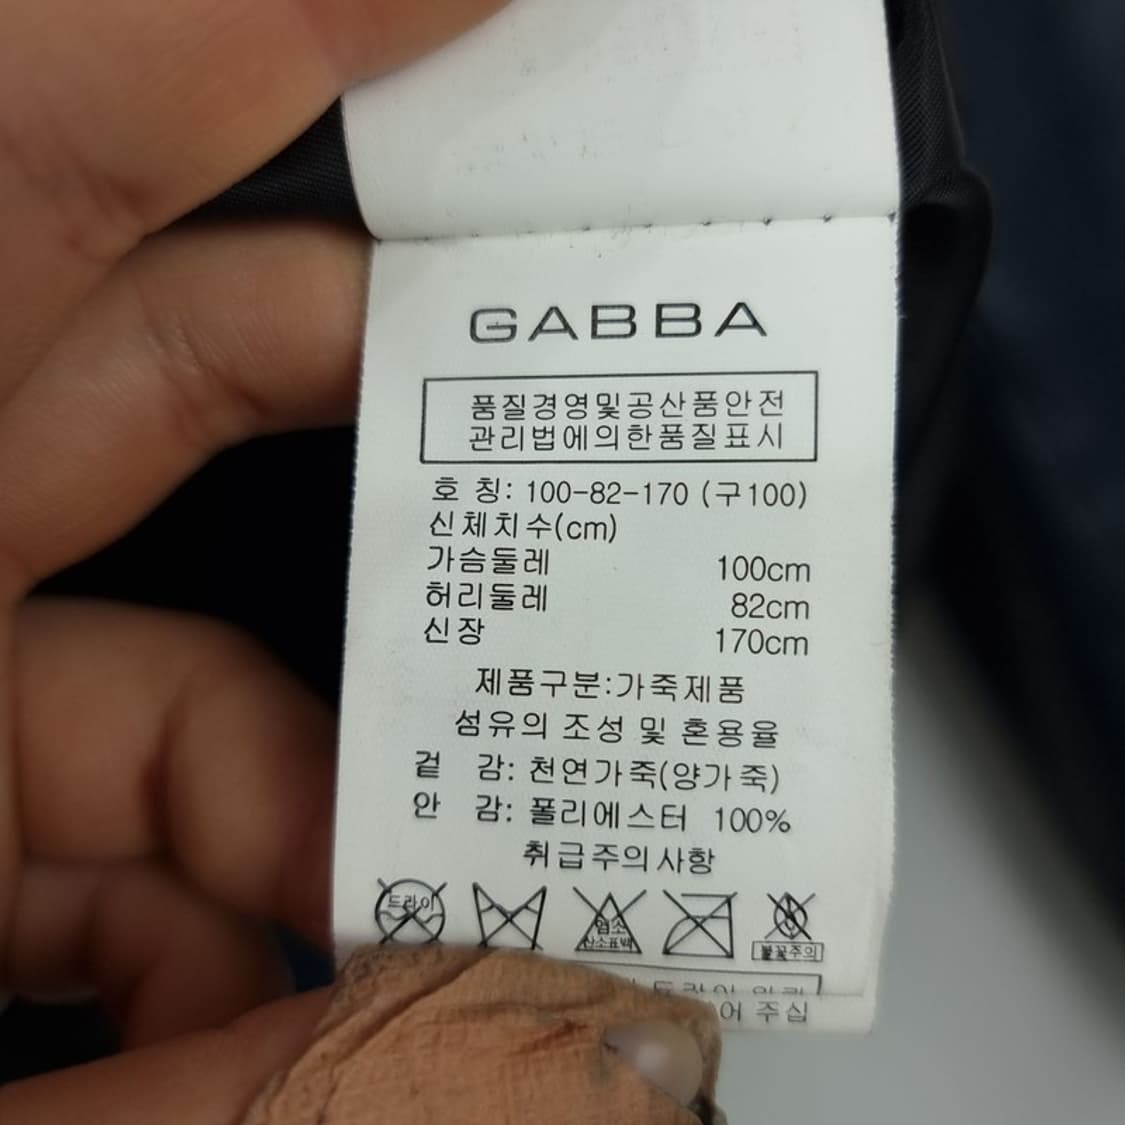 GABBA
품질경영및공산품안전
관리법에의한품질표시
호 칭: 100-82-170 (구100)
신체치수(cm)
가슴둘레 100cm
허리둘레 82cm
신장 170cm
제품구분:가죽제품
섬유의 조성 및 혼용율
겉 감: 천연가죽(양가죽)
안 감: 폴리에스터 100%
취급주의사항
드라이
염소
산소표백
불꽃주의
주십